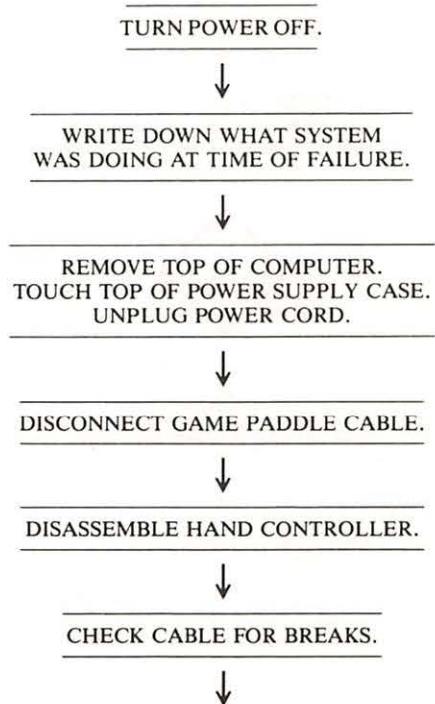 TURN POWER OFF.
WRITE DOWN WHAT SYSTEM
WAS DOING AT TIME OF FAILURE.
REMOVE TOP OF COMPUTER.
TOUCH TOP OF POWER SUPPLY CASE.
UNPLUG POWER CORD.
DISCONNECT GAME PADDLE CABLE.
DISASSEMBLE HAND CONTROLLER.
CHECK CABLE FOR BREAKS.